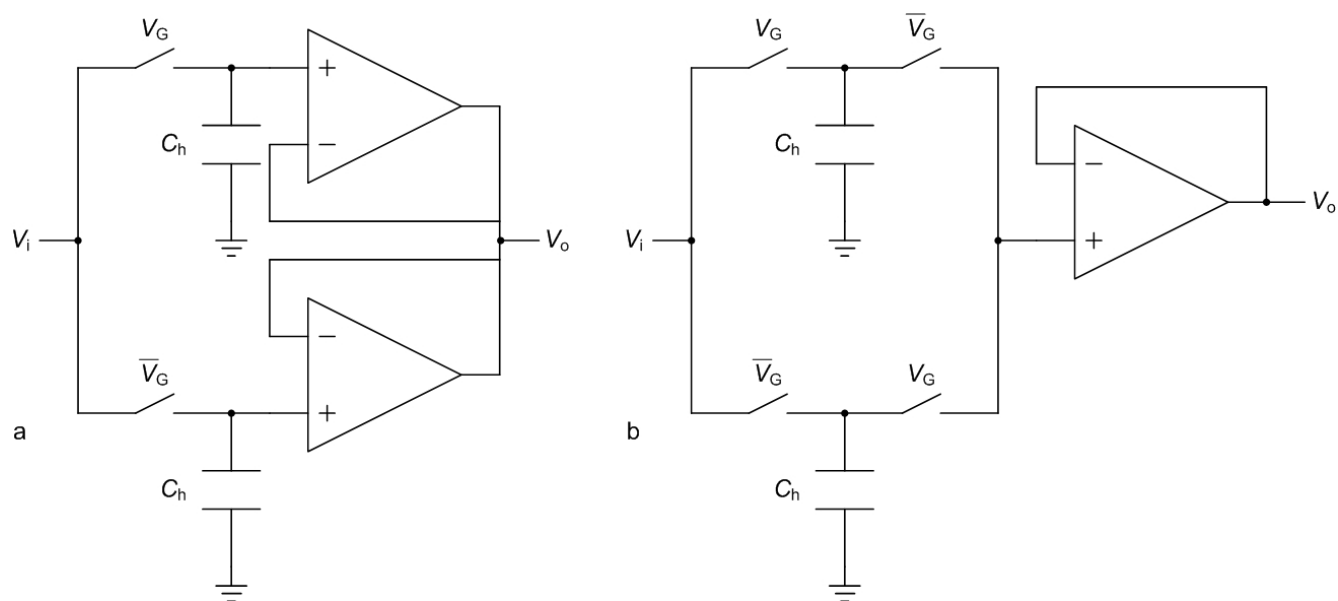 V_G
+
C_h
−
V_i
V_o
−
V̅_G
+
a
C_h
V_G
V̅_G
C_h
−
V_o
V_i
+
V̅_G
V_G
b
C_h